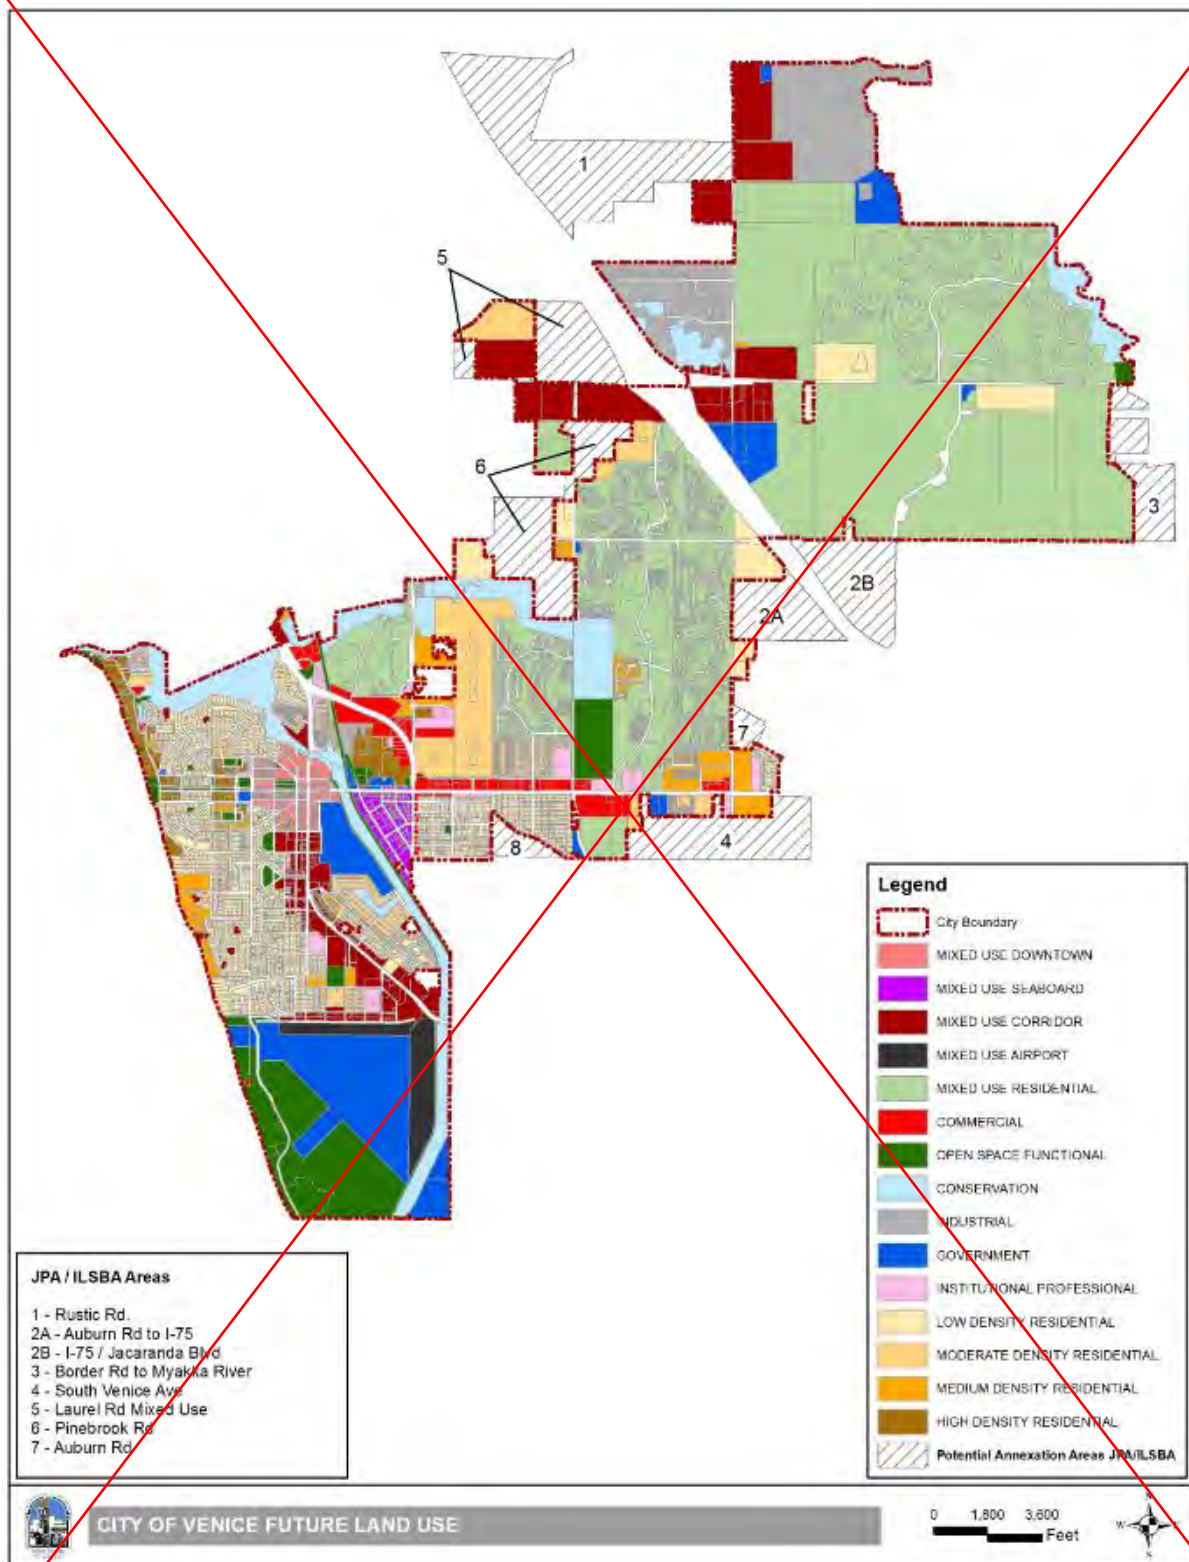 1
5
6
3
2B
2A
7
8
4
Legend
City Boundary
MIXED USE DOWNTOWN
MIXED USE SEABOARD
MIXED USE CORRIDOR
MIXED USE AIRPORT
MIXED USE RESIDENTIAL
COMMERCIAL
OPEN SPACE FUNCTIONAL
CONSERVATION
INDUSTRIAL
GOVERNMENT
INSTITUTIONAL PROFESSIONAL
LOW DENSITY RESIDENTIAL
MODERATE DENSITY RESIDENTIAL
MEDIUM DENSITY RESIDENTIAL
HIGH DENSITY RESIDENTIAL
Potential Annexation Areas JPA/ILSBA
JPA / ILSBA Areas
1 - Rustic Rd.
2A - Auburn Rd to I-75
2B - I-75 / Jacaranda Blvd
3 - Border Rd to Myakka River
4 - South Venice Ave
5 - Laurel Rd Mixed Use
6 - Pinebrook Rd
7 - Auburn Rd
CITY OF VENICE FUTURE LAND USE
0 1,800 3,600
Feet
N
W
S